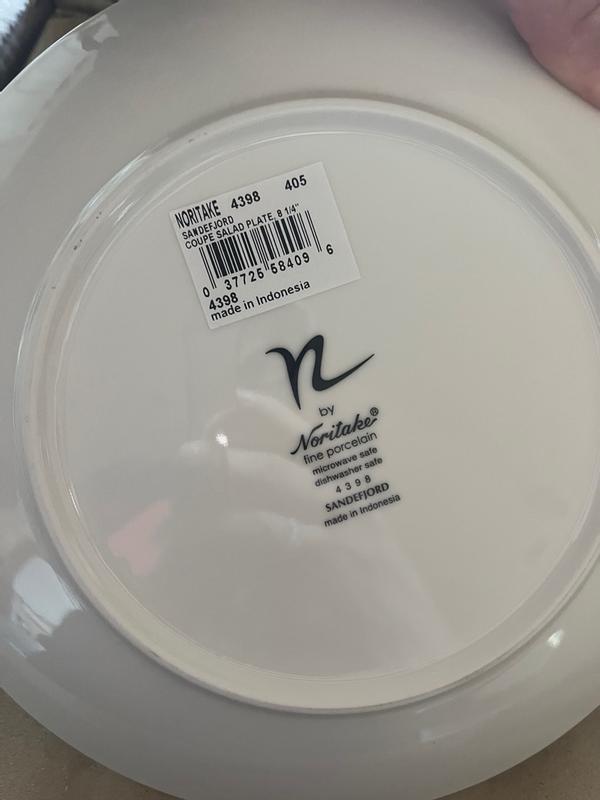 NORITAKE 4398 405
SANDEFJORD
COUPE SALAD PLATE, 8 1/4"
0 37725 58409 6
4398
made in Indonesia
n
by
Noritake®
fine porcelain
microwave safe
dishwasher safe
4398
SANDEFJORD
made in Indonesia